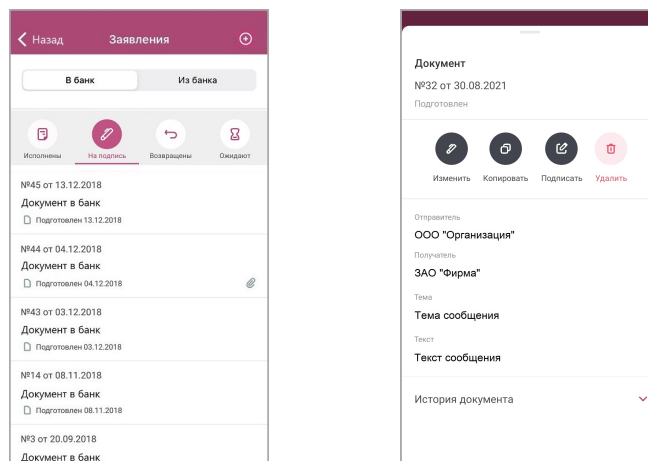 Назад
Заявления
В банк
Из банка
Исполнены
На подпись
Возвращены
Ожидают
№45 от 13.12.2018
Документ в банк
Подготовлен 13.12.2018
№44 от 04.12.2018
Документ в банк
Подготовлен 04.12.2018
№43 от 03.12.2018
Документ в банк
Подготовлен 03.12.2018
№14 от 08.11.2018
Документ в банк
Подготовлен 08.11.2018
№3 от 20.09.2018
Документ в банк
Документ
№32 от 30.08.2021
Подготовлен
Изменить
Копировать
Подписать
Удалить
Отправитель
ООО "Организация"
Получатель
ЗАО "Фирма"
Тема
Тема сообщения
Текст
Текст сообщения
История документа